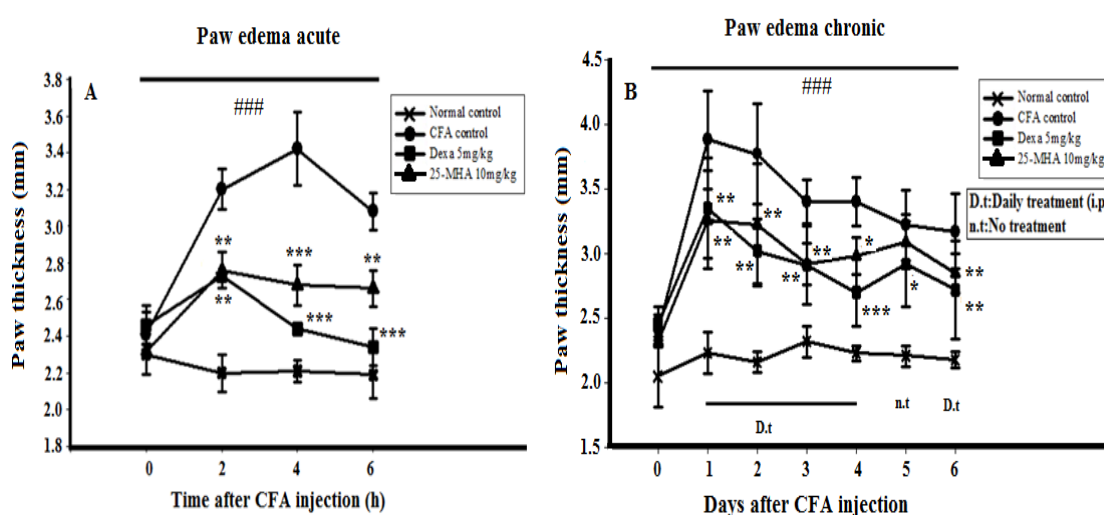 Paw edema acute
A
###
Normal control
CFA control
Dexa 5mg/kg
25-MHA 10mg/kg
Paw thickness (mm)
3.8
3.6
3.4
3.2
3.0
2.8
2.6
2.4
2.2
2.0
1.8
**
**
***
***
**
***
0
2
4
6
Time after CFA injection (h)
Paw edema chronic
B
###
Normal control
CFA control
Dexa 5mg/kg
25-MHA 10mg/kg
D.t:Daily treatment (i.p
n.t:No treatment
Paw thickness (mm)
4.5
4.0
3.5
3.0
2.5
2.0
1.5
**
**
**
**
**
**
*
***
*
**
**
D.t
n.t
D.t
0
1
2
3
4
5
6
Days after CFA injection